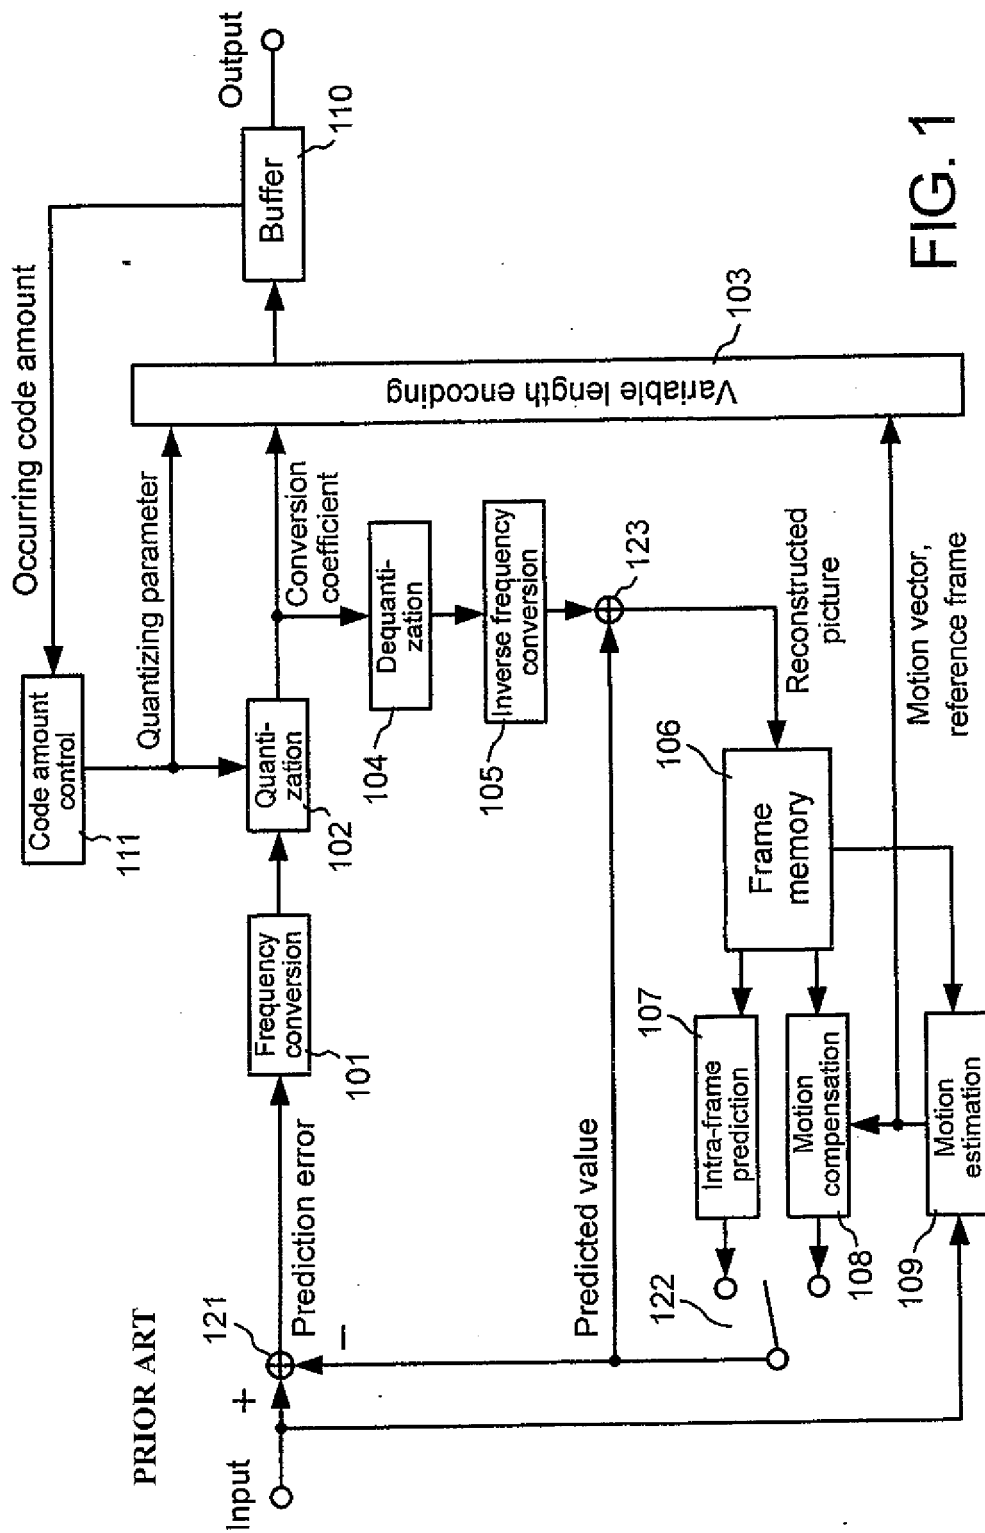 PRIOR ART
Input
+
121
−
Prediction error
Frequency
conversion
101
Quanti-
zation
102
Code amount
control
111
Occurring code amount
Quantizing parameter
Conversion
coefficient
Variable length encoding
103
Buffer
110
Output
Dequanti-
zation
104
Inverse frequency
conversion
105
123
Reconstructed
picture
Predicted value
Frame
memory
106
Intra-frame
prediction
107
Motion
compensation
108
Motion
estimation
109
122
Motion vector,
reference frame
FIG. 1